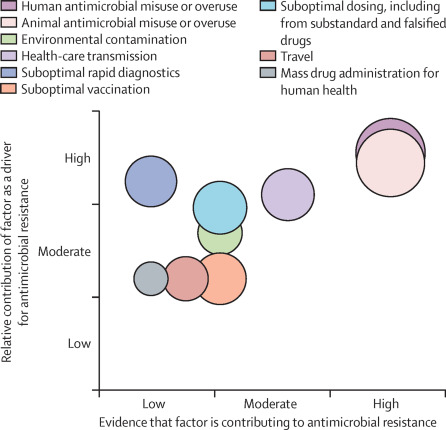 Human antimicrobial misuse or overuse
Animal antimicrobial misuse or overuse
Environmental contamination
Health-care transmission
Suboptimal rapid diagnostics
Suboptimal vaccination
Suboptimal dosing, including
from substandard and falsified
drugs
Travel
Mass drug administration for
human health
Relative contribution of factor as a driver
for antimicrobial resistance
High
Moderate
Low
Low
Moderate
High
Evidence that factor is contributing to antimicrobial resistance